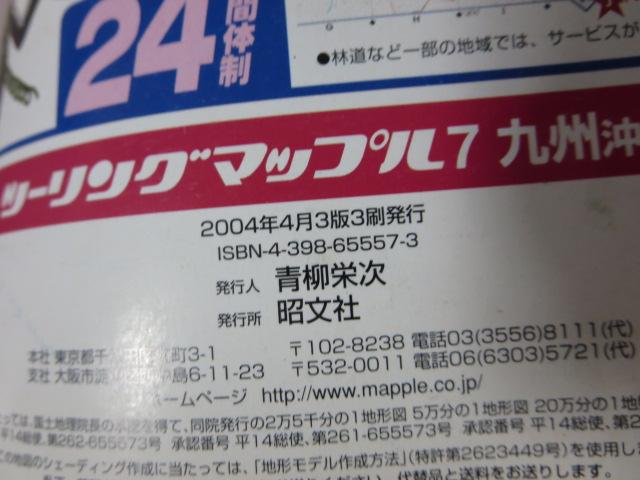 24
間体制
●林道など一部の地域では、サービスが
ツーリングマップル7 九州沖
2004年4月3版3刷発行
ISBN-4-398-65557-3
発行人 青柳栄次
発行所 昭文社
本社 東京都千 町3-1 〒102-8238 電話03(3556)8111(代)
支社 大阪市淀 中島6-11-23 〒532-0011 電話06(6303)5721(代)
ホームページ http://www.mapple.co.jp/
たっては、国土地理院長の承認を得て、同院発行の2万5千分の1地形図 5万分の1地形図 20万分の1地
平14総使、第262-655573号 承認番号 平14総使、第261-655573号 承認番号
この地図のシェーディング作成に当たっては、「地形モデル作成方法」(特許第2623449号)を使用しま
代替品と送料をお送りします。